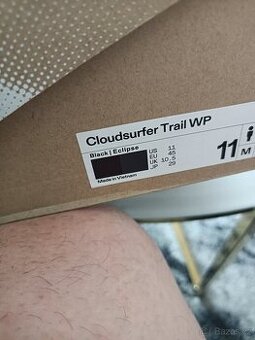 Cloudsurfer Trail WP
Black | Eclipse
US 11
EU 45
UK 10.5
JP 29
11 M
Made in Vietnam